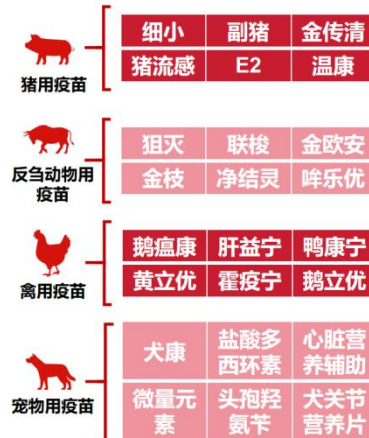 猪用疫苗
细小 副猪 金传清
猪流感 E2 温康
反刍动物用
疫苗
狙灭 联梭 金欧安
金枝 净结灵 哞乐优
禽用疫苗
鹅瘟康 肝益宁 鸭康宁
黄立优 霍疫宁 鹅立优
宠物用疫苗
犬康 盐酸多西环素 心脏营养辅助
微量元素 头孢羟氨苄 犬关节营养片